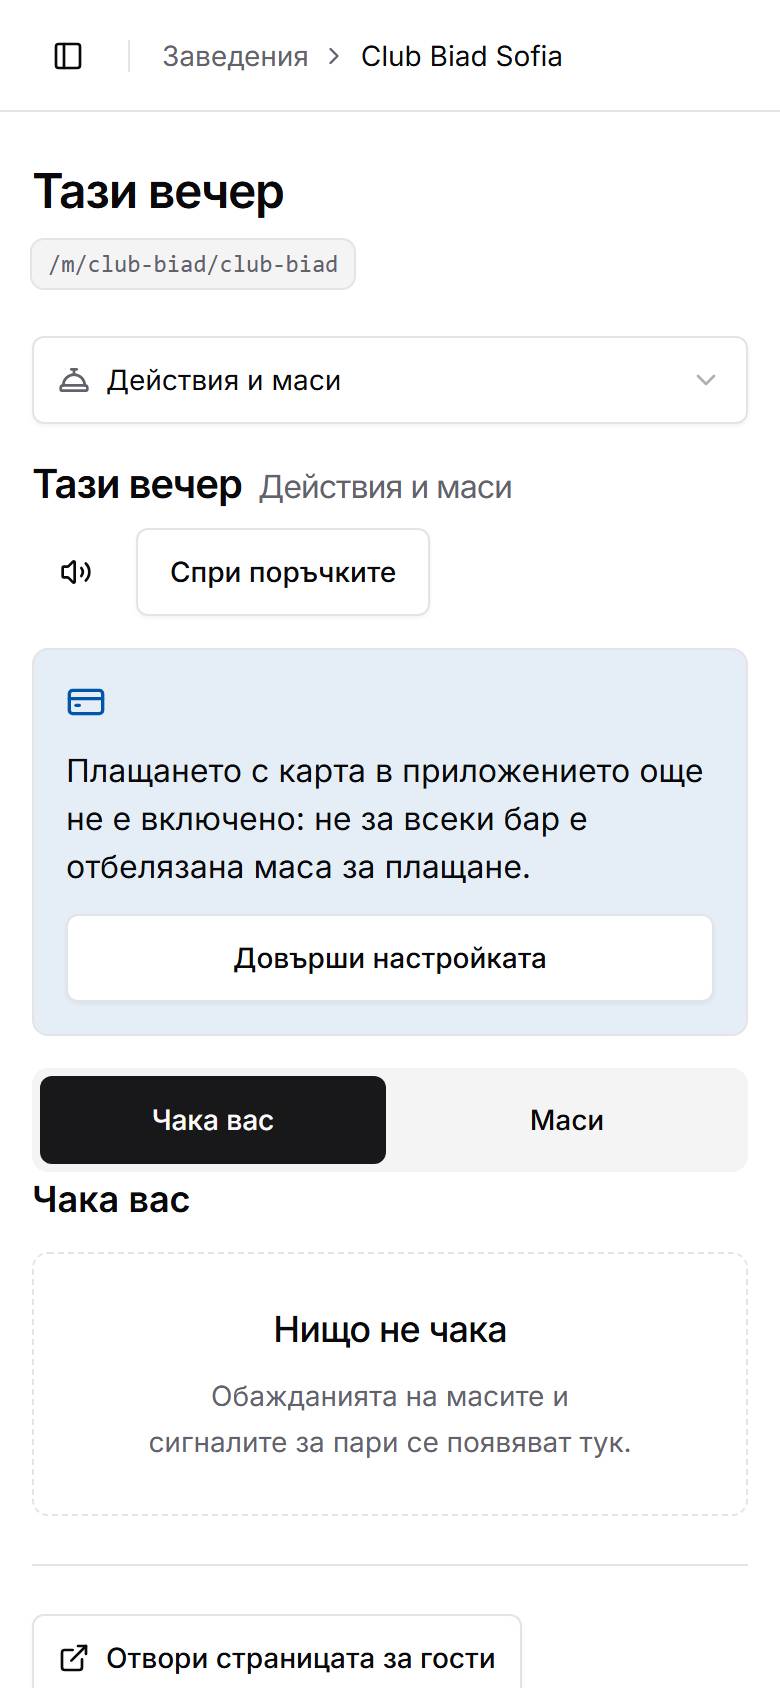 Заведения > Club Biad Sofia
Тази вечер
/m/club-biad/club-biad
Действия и маси
Тази вечер Действия и маси
Спри поръчките
Плащането с карта в приложението още
не е включено: не за всеки бар е
отбелязана маса за плащане.
Довърши настройката
Чака вас Маси
Чака вас
Нищо не чака
Обажданията на масите и
сигналите за пари се появяват тук.
Отвори страницата за гости